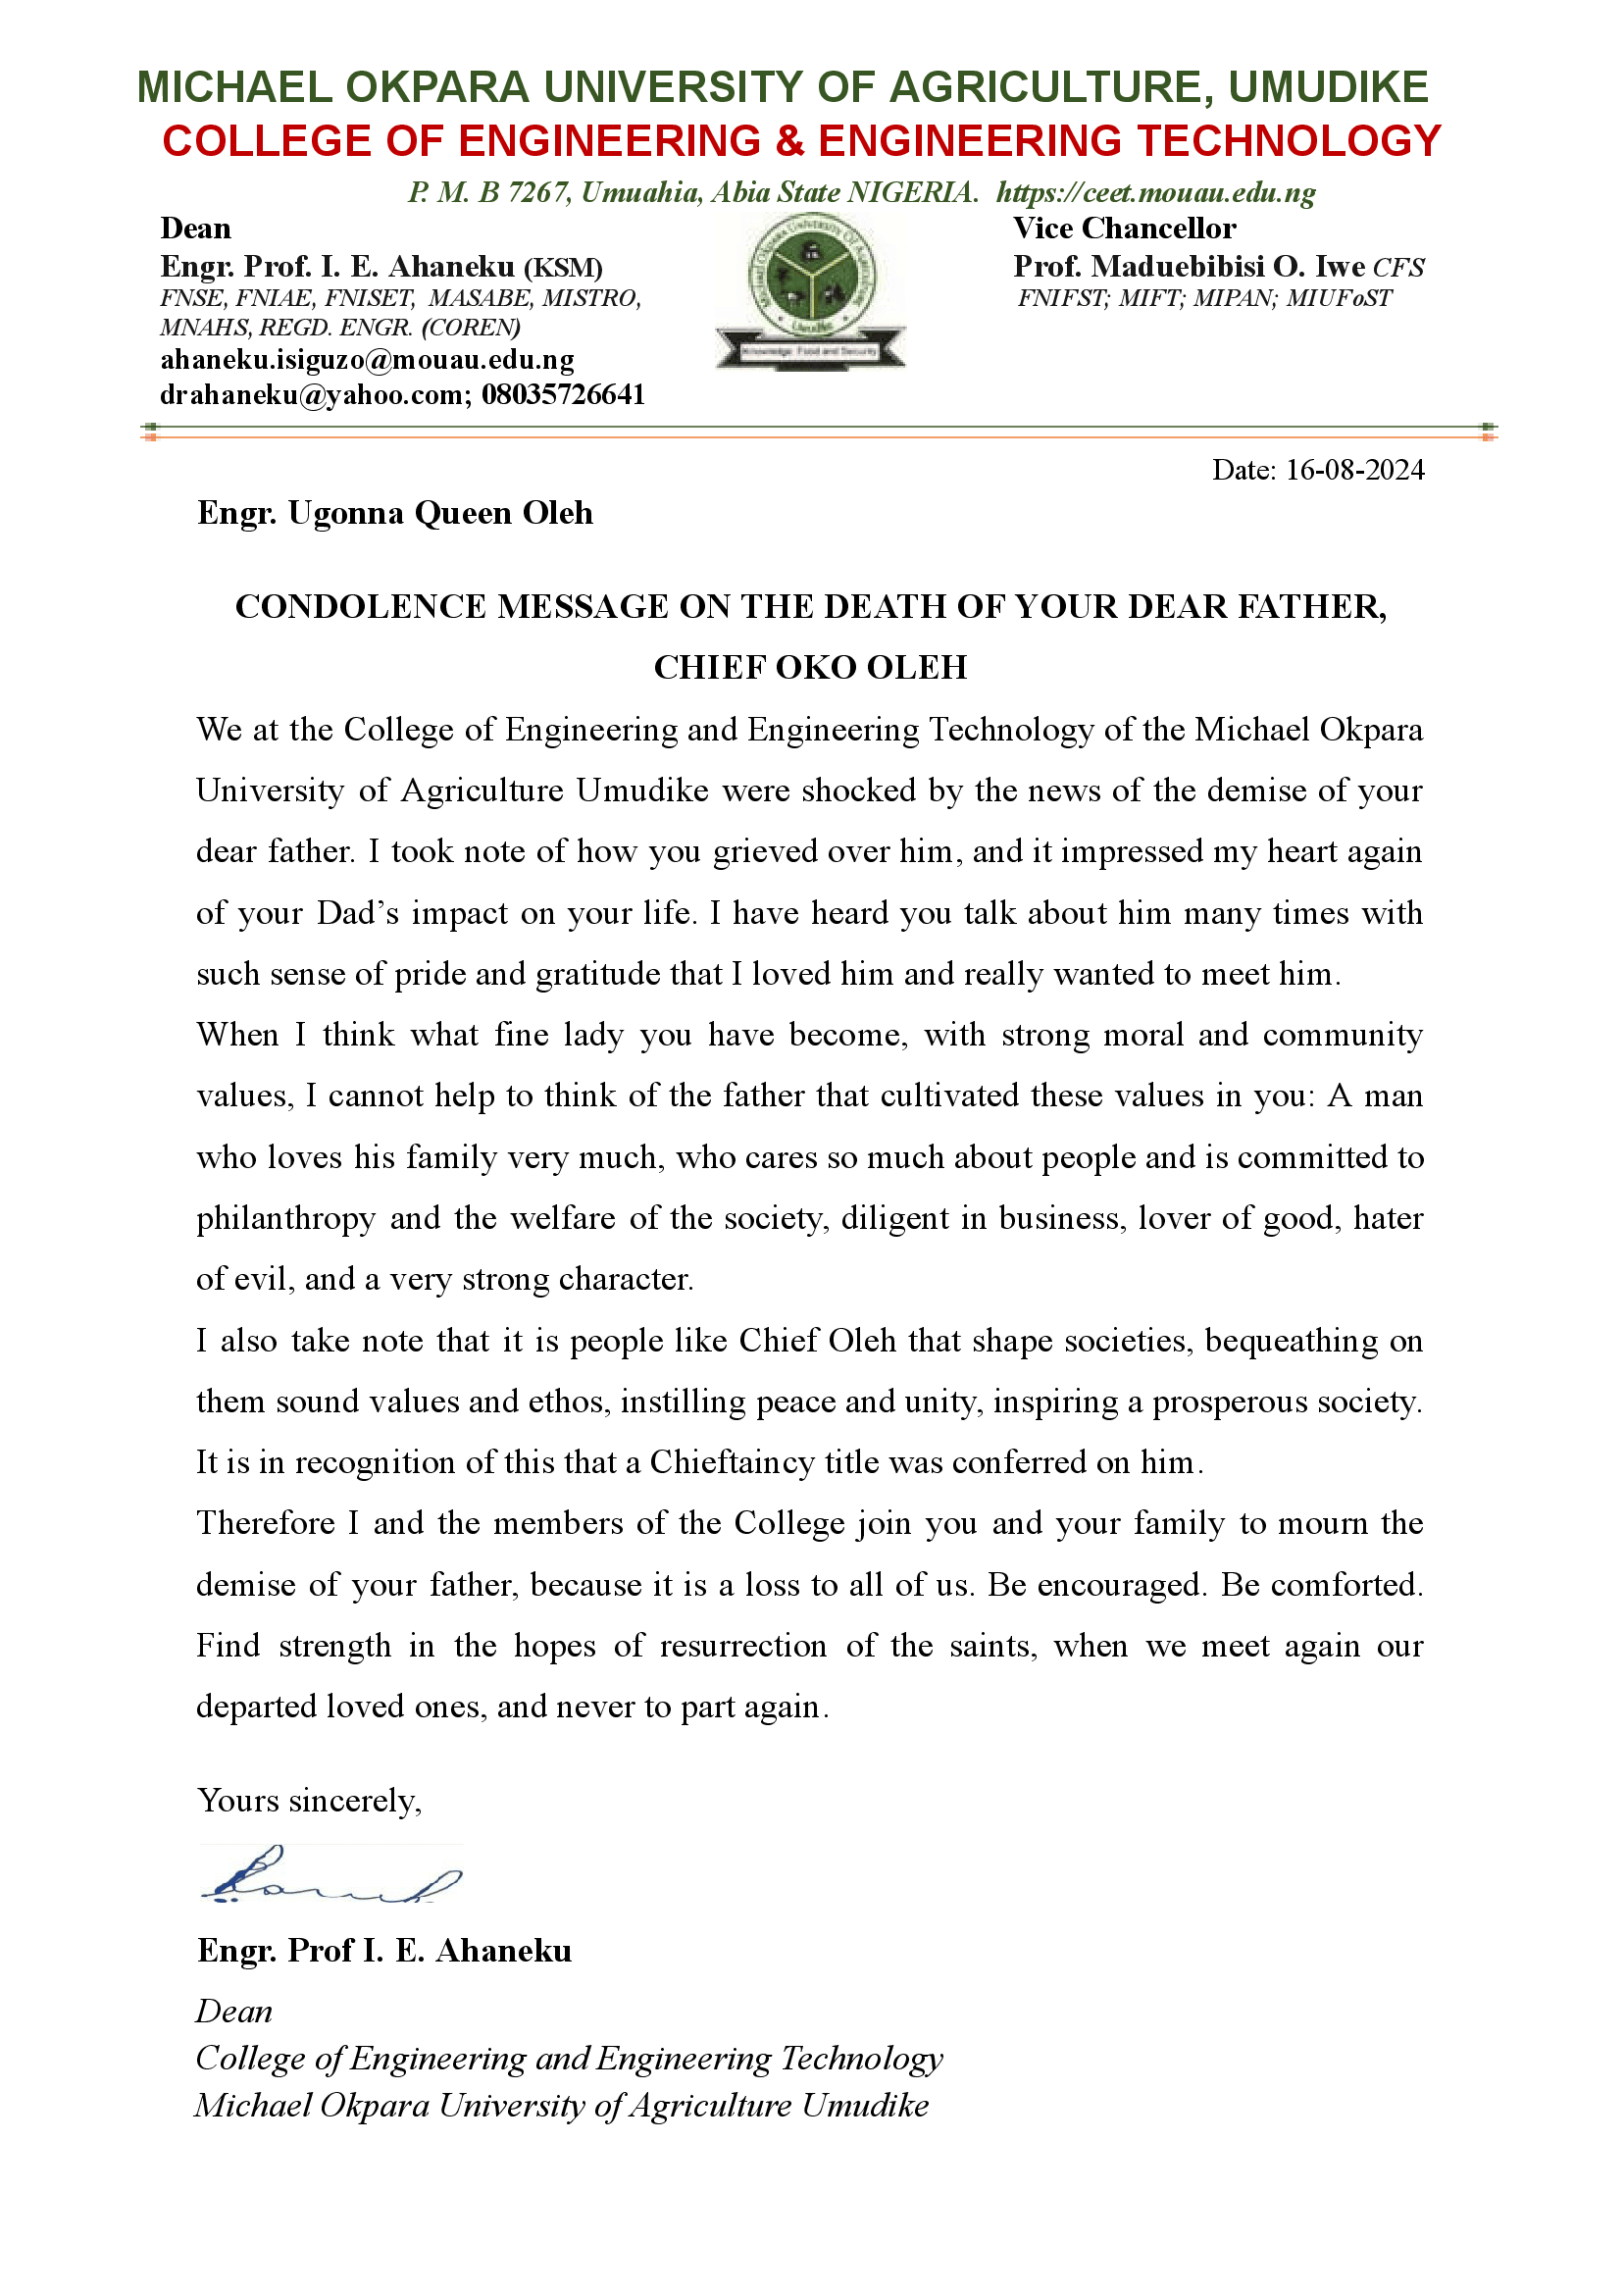 MICHAEL OKPARA UNIVERSITY OF AGRICULTURE, UMUDIKE
COLLEGE OF ENGINEERING & ENGINEERING TECHNOLOGY
P. M. B 7267, Umuahia, Abia State NIGERIA. https://ceet.mouau.edu.ng
Dean
Engr. Prof. I. E. Ahaneku (KSM)
FNSE, FNIAE, FNISET, MASABE, MISTRO,
MNAHS, REGD. ENGR. (COREN)
ahaneku.isiguzo@mouau.edu.ng
drahaneku@yahoo.com; 08035726641
Michael Okpara University Of Agriculture
Umudike
Knowledge Food and Security
Vice Chancellor
Prof. Maduebibisi O. Iwe CFS
FNIFST; MIFT; MIPAN; MIUFoST
Date: 16-08-2024
Engr. Ugonna Queen Oleh
CONDOLENCE MESSAGE ON THE DEATH OF YOUR DEAR FATHER,
CHIEF OKO OLEH
We at the College of Engineering and Engineering Technology of the Michael Okpara
University of Agriculture Umudike were shocked by the news of the demise of your
dear father. I took note of how you grieved over him, and it impressed my heart again
of your Dad’s impact on your life. I have heard you talk about him many times with
such sense of pride and gratitude that I loved him and really wanted to meet him.
When I think what fine lady you have become, with strong moral and community
values, I cannot help to think of the father that cultivated these values in you: A man
who loves his family very much, who cares so much about people and is committed to
philanthropy and the welfare of the society, diligent in business, lover of good, hater
of evil, and a very strong character.
I also take note that it is people like Chief Oleh that shape societies, bequeathing on
them sound values and ethos, instilling peace and unity, inspiring a prosperous society.
It is in recognition of this that a Chieftaincy title was conferred on him.
Therefore I and the members of the College join you and your family to mourn the
demise of your father, because it is a loss to all of us. Be encouraged. Be comforted.
Find strength in the hopes of resurrection of the saints, when we meet again our
departed loved ones, and never to part again.
Yours sincerely,
Engr. Prof I. E. Ahaneku
Dean
College of Engineering and Engineering Technology
Michael Okpara University of Agriculture Umudike